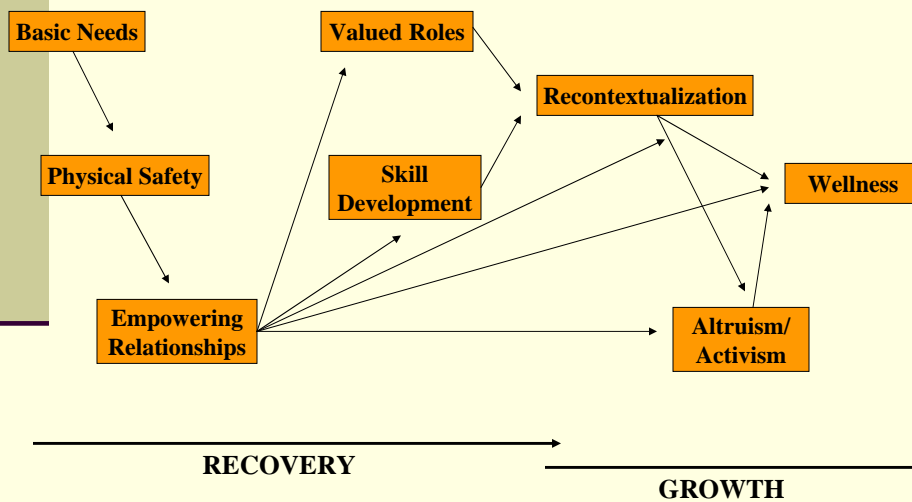 Basic Needs
Valued Roles
Recontextualization
Physical Safety
Skill
Development
Wellness
Empowering
Relationships
Altruism/
Activism
RECOVERY
GROWTH